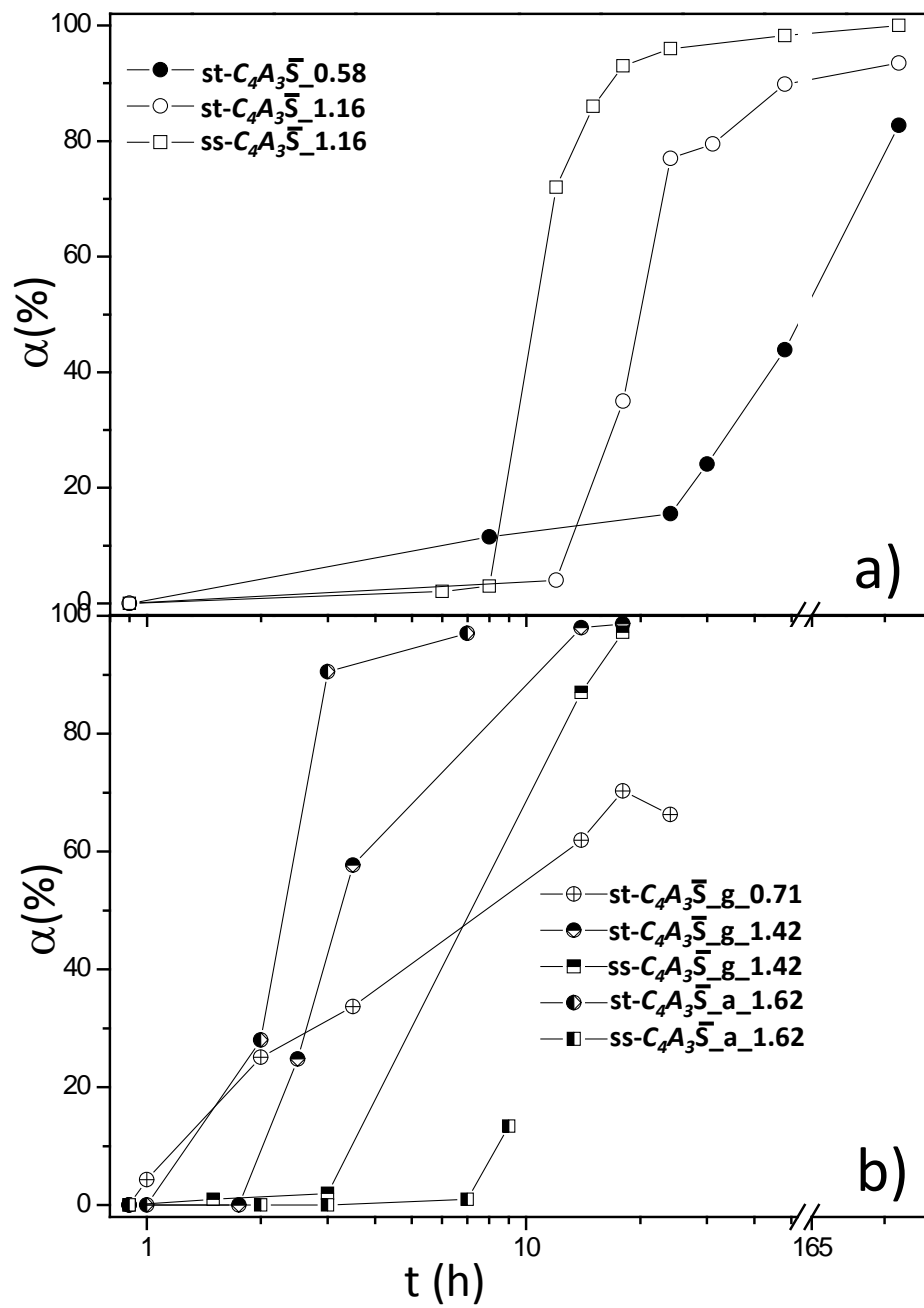 100
80
60
40
20
0
α(%)
st-C₄A₃S̄_0.58
st-C₄A₃S̄_1.16
ss-C₄A₃S̄_1.16
a)
100
80
60
40
20
0
α(%)
st-C₄A₃S̄_g_0.71
st-C₄A₃S̄_g_1.42
ss-C₄A₃S̄_g_1.42
st-C₄A₃S̄_a_1.62
ss-C₄A₃S̄_a_1.62
b)
1 10 165
t (h)